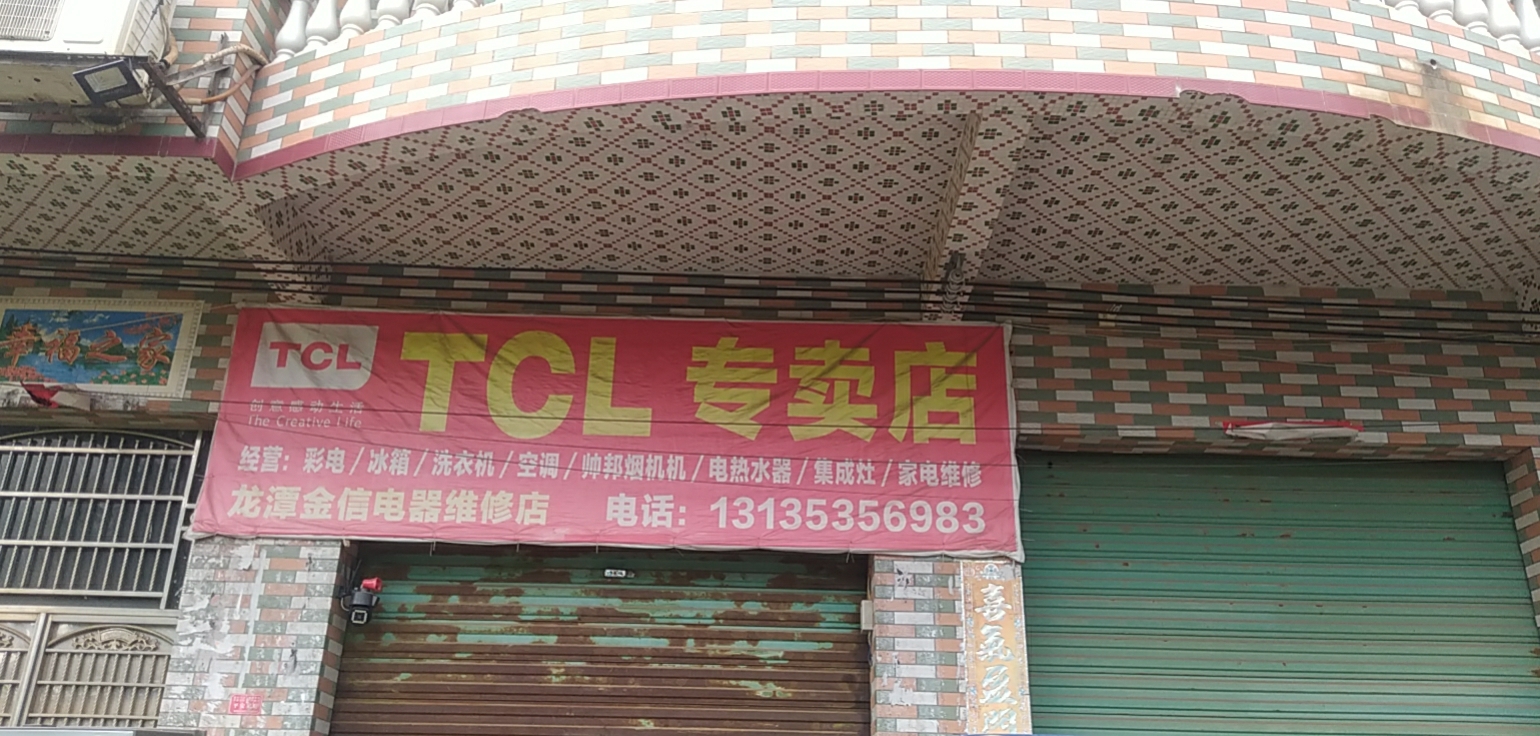 幸福之家
TCL
创意感动生活
The Creative Life
TCL 专卖店
经营：彩电/冰箱/洗衣机/空调/帅邦烟机机/电热水器/集成灶/家电维修
龙潭金信电器维修店 电话：13135356983